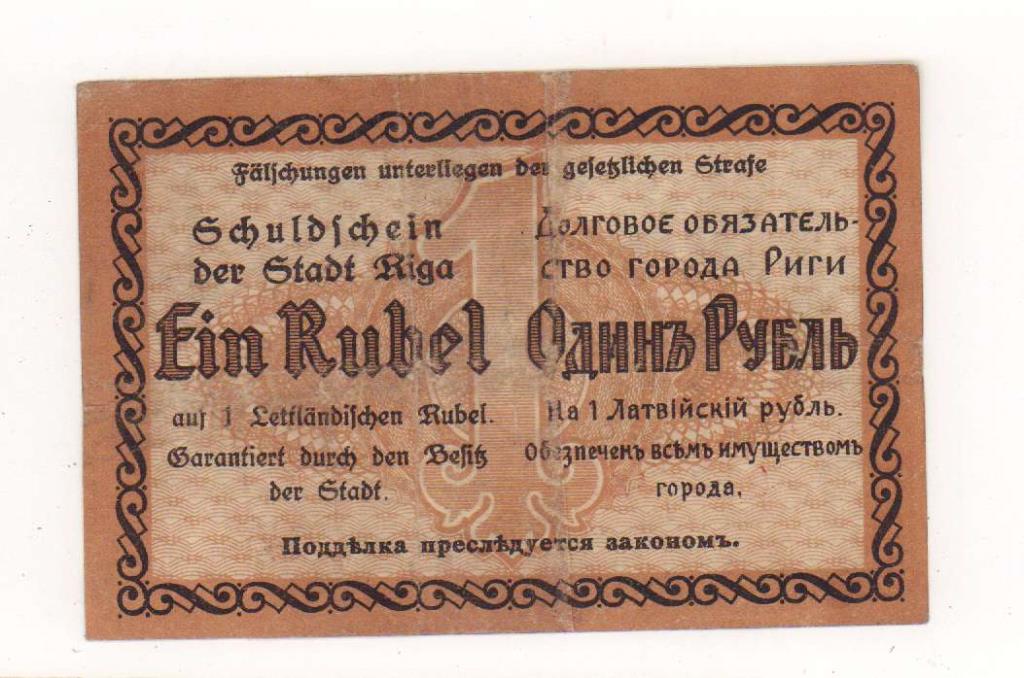 Fälschungen unterliegen der gesetzlichen Strafe
Schuldschein
der Stadt Riga
Ein Rubel
auf 1 Lettländischen Rubel.
Garantiert durch den Besitz
der Stadt.
Долговое обязатель-
ство города Риги
Одинъ Рубль
На 1 Латвійскій рубль.
Обезпеченъ всѣмъ имуществомъ
города.
1
Поддѣлка преслѣдуется закономъ.